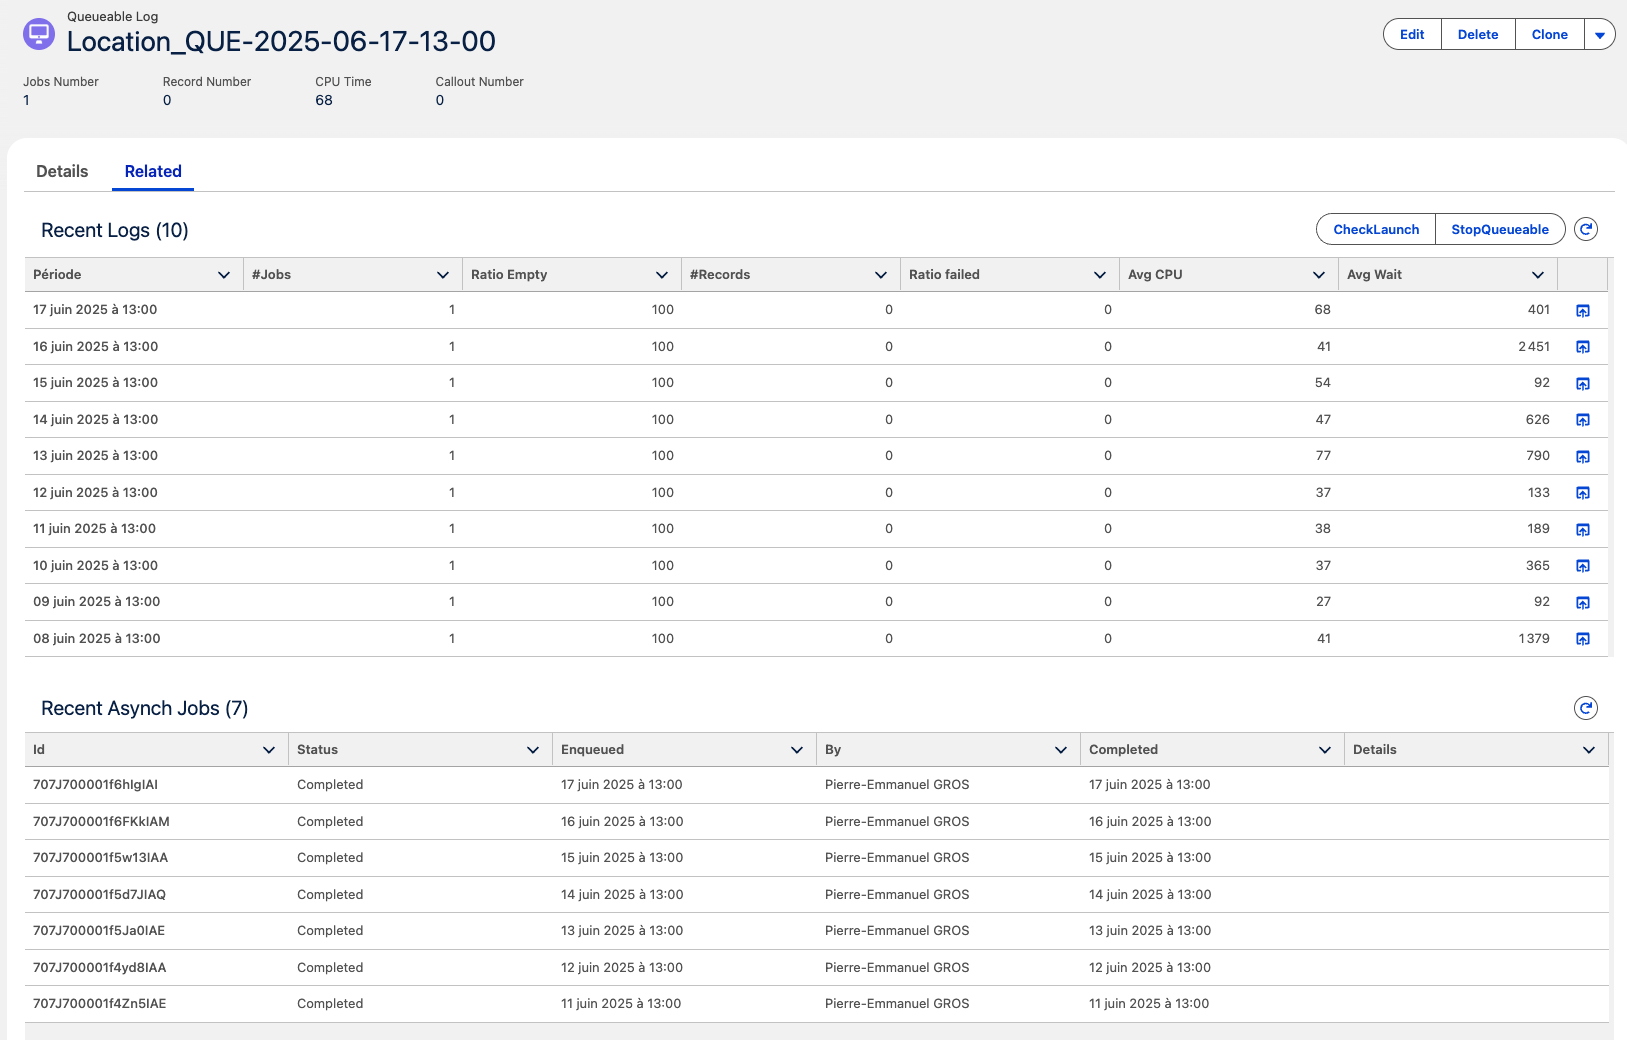 Queueable Log
Location_QUE-2025-06-17-13-00
Edit Delete Clone
Jobs Number Record Number CPU Time Callout Number
1 0 68 0
Details Related
Recent Logs (10) CheckLaunch StopQueueable
Période #Jobs Ratio Empty #Records Ratio failed Avg CPU Avg Wait
17 juin 2025 à 13:00 1 100 0 0 68 401
16 juin 2025 à 13:00 1 100 0 0 41 2 451
15 juin 2025 à 13:00 1 100 0 0 54 92
14 juin 2025 à 13:00 1 100 0 0 47 626
13 juin 2025 à 13:00 1 100 0 0 77 790
12 juin 2025 à 13:00 1 100 0 0 37 133
11 juin 2025 à 13:00 1 100 0 0 38 189
10 juin 2025 à 13:00 1 100 0 0 37 365
09 juin 2025 à 13:00 1 100 0 0 27 92
08 juin 2025 à 13:00 1 100 0 0 41 1 379
Recent Asynch Jobs (7)
Id Status Enqueued By Completed Details
707J700001f6hIgIAI Completed 17 juin 2025 à 13:00 Pierre-Emmanuel GROS 17 juin 2025 à 13:00
707J700001f6FKkIAM Completed 16 juin 2025 à 13:00 Pierre-Emmanuel GROS 16 juin 2025 à 13:00
707J700001f5w13IAA Completed 15 juin 2025 à 13:00 Pierre-Emmanuel GROS 15 juin 2025 à 13:00
707J700001f5d7JIAQ Completed 14 juin 2025 à 13:00 Pierre-Emmanuel GROS 14 juin 2025 à 13:00
707J700001f5Ja0IAE Completed 13 juin 2025 à 13:00 Pierre-Emmanuel GROS 13 juin 2025 à 13:00
707J700001f4yd8IAA Completed 12 juin 2025 à 13:00 Pierre-Emmanuel GROS 12 juin 2025 à 13:00
707J700001f4Zn5IAE Completed 11 juin 2025 à 13:00 Pierre-Emmanuel GROS 11 juin 2025 à 13:00